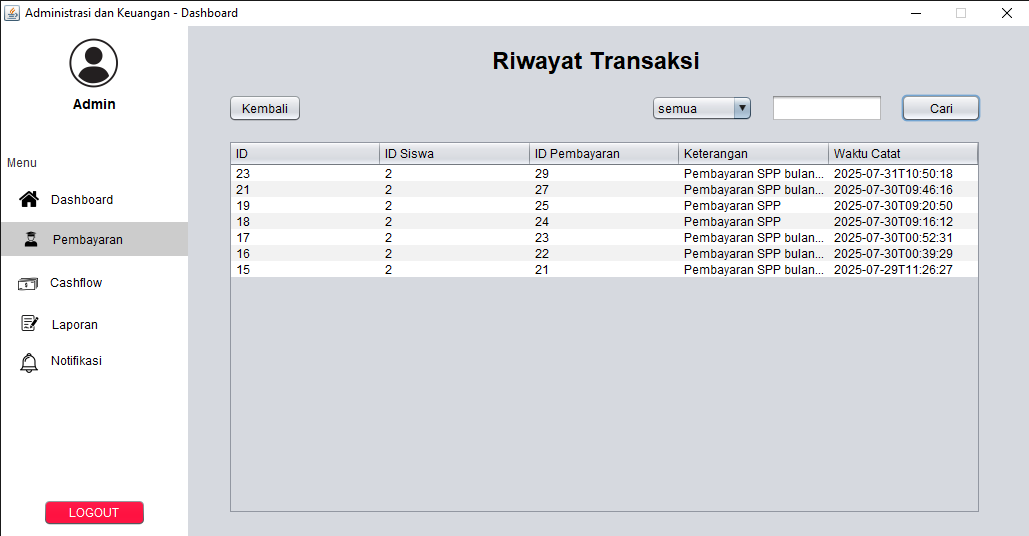 Administrasi dan Keuangan - Dashboard
Admin
Menu
Dashboard
Pembayaran
Cashflow
Laporan
Notifikasi
LOGOUT
Riwayat Transaksi
Kembali semua Cari
ID ID Siswa ID Pembayaran Keterangan Waktu Catat
23 2 29 Pembayaran SPP bulan... 2025-07-31T10:50:18
21 2 27 Pembayaran SPP bulan... 2025-07-30T09:46:16
19 2 25 Pembayaran SPP 2025-07-30T09:20:50
18 2 24 Pembayaran SPP 2025-07-30T09:16:12
17 2 23 Pembayaran SPP bulan... 2025-07-30T00:52:31
16 2 22 Pembayaran SPP bulan... 2025-07-30T00:39:29
15 2 21 Pembayaran SPP bulan... 2025-07-29T11:26:27